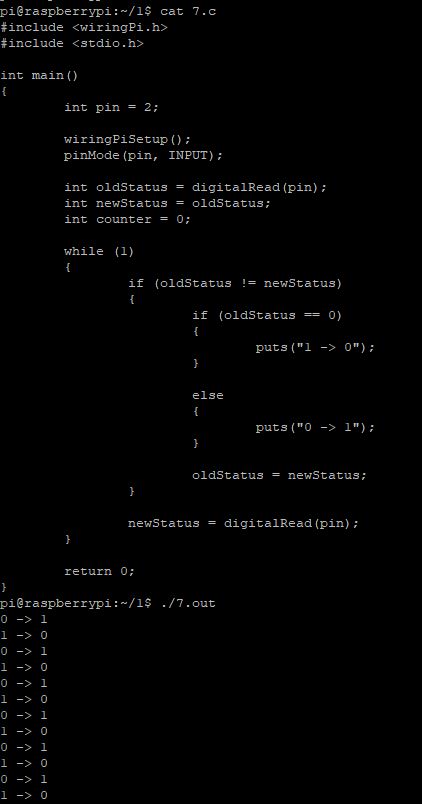 pi@raspberrypi:~/1$ cat 7.c
#include <wiringPi.h>
#include <stdio.h>

int main()
{
        int pin = 2;

        wiringPiSetup();
        pinMode(pin, INPUT);

        int oldStatus = digitalRead(pin);
        int newStatus = oldStatus;
        int counter = 0;

        while (1)
        {
                if (oldStatus != newStatus)
                {
                        if (oldStatus == 0)
                        {
                                puts("1 -> 0");
                        }

                        else
                        {
                                puts("0 -> 1");
                        }

                        oldStatus = newStatus;
                }

                newStatus = digitalRead(pin);
        }

        return 0;
}
pi@raspberrypi:~/1$ ./7.out
0 -> 1
1 -> 0
0 -> 1
1 -> 0
0 -> 1
1 -> 0
0 -> 1
1 -> 0
0 -> 1
1 -> 0
0 -> 1
1 -> 0